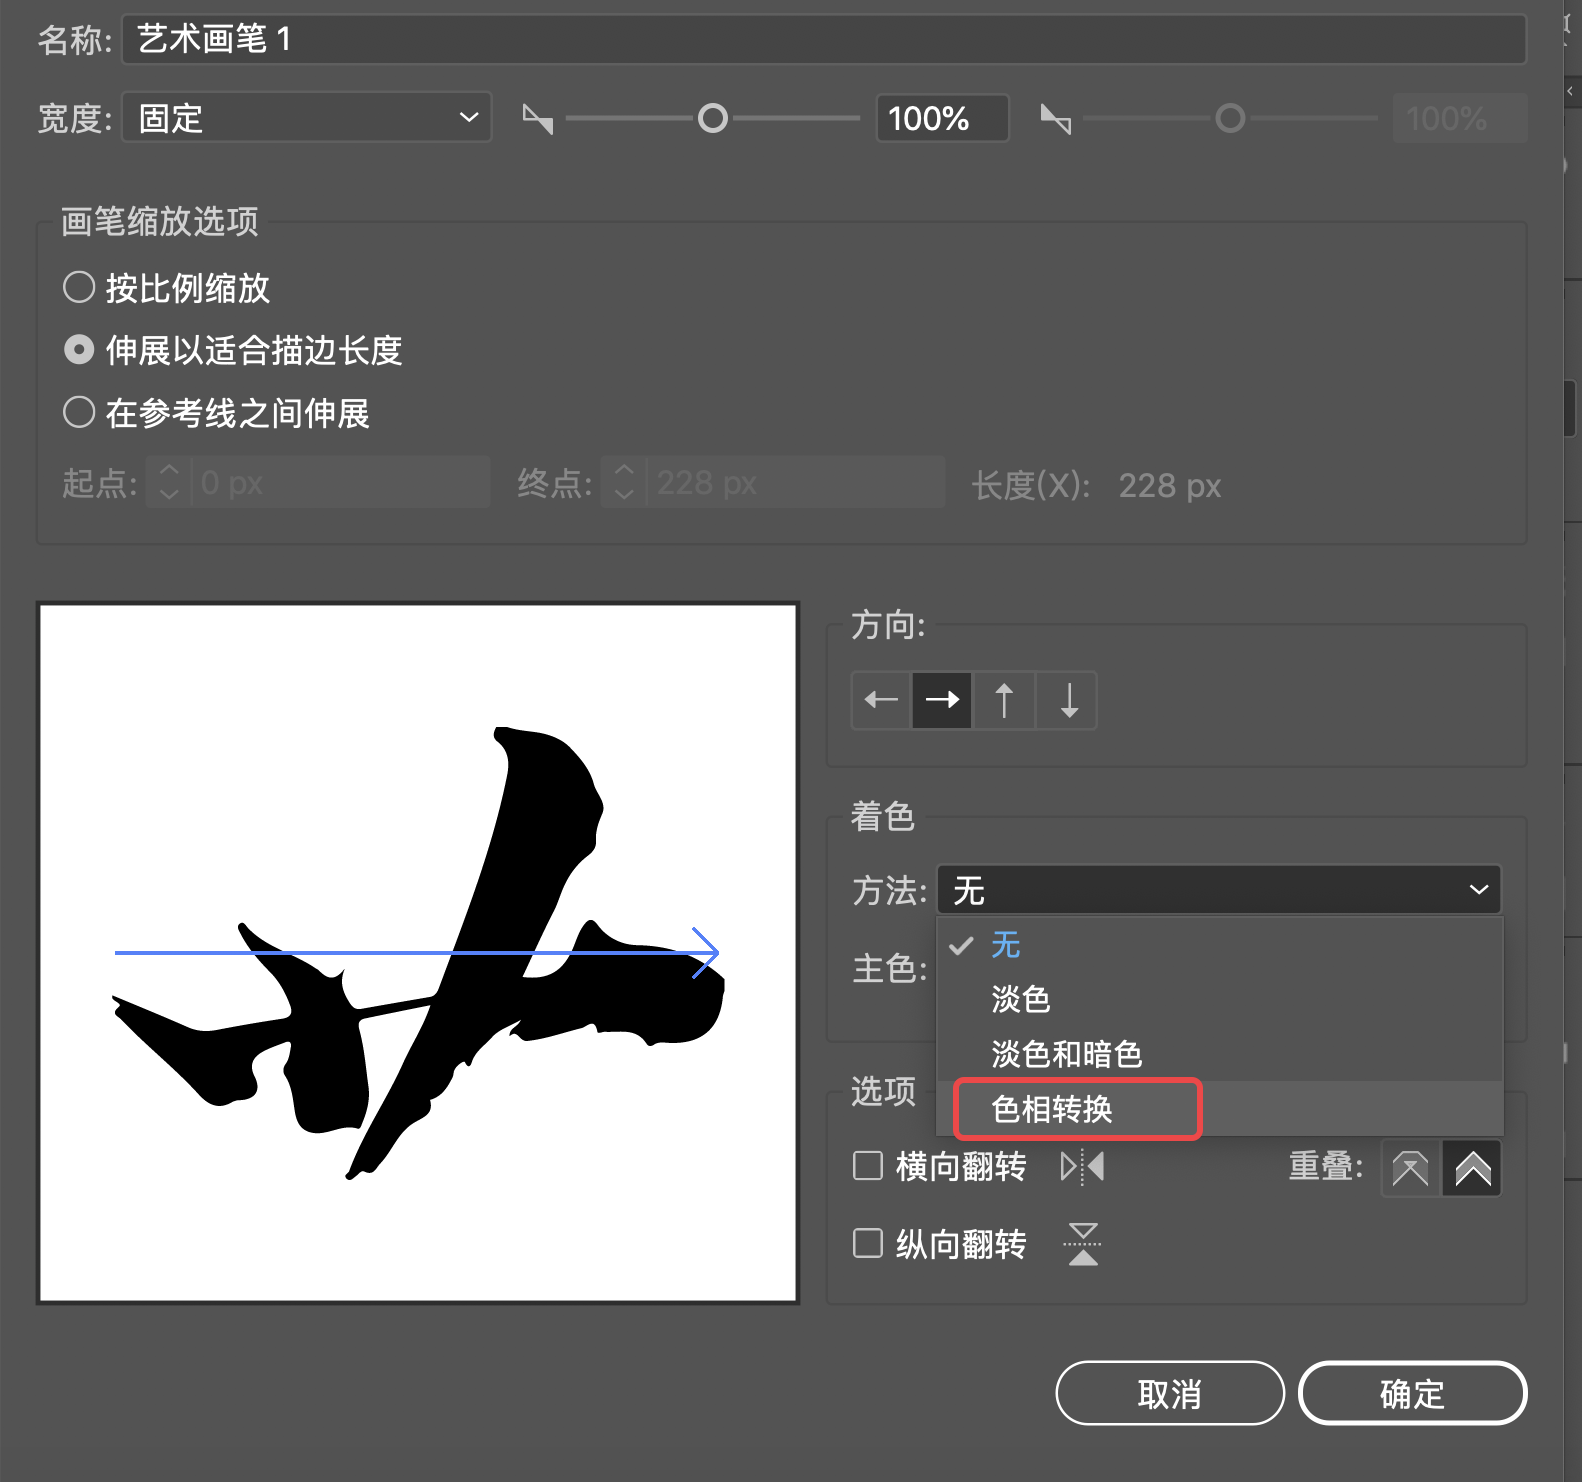 名称: 艺术画笔 1
宽度: 固定 100% 100%
画笔缩放选项
按比例缩放
伸展以适合描边长度
在参考线之间伸展
起点: 0 px 终点: 228 px 长度(X): 228 px
方向:
着色
方法: 无
无
主色:
淡色
淡色和暗色
选项
色相转换
横向翻转 重叠:
纵向翻转
取消 确定